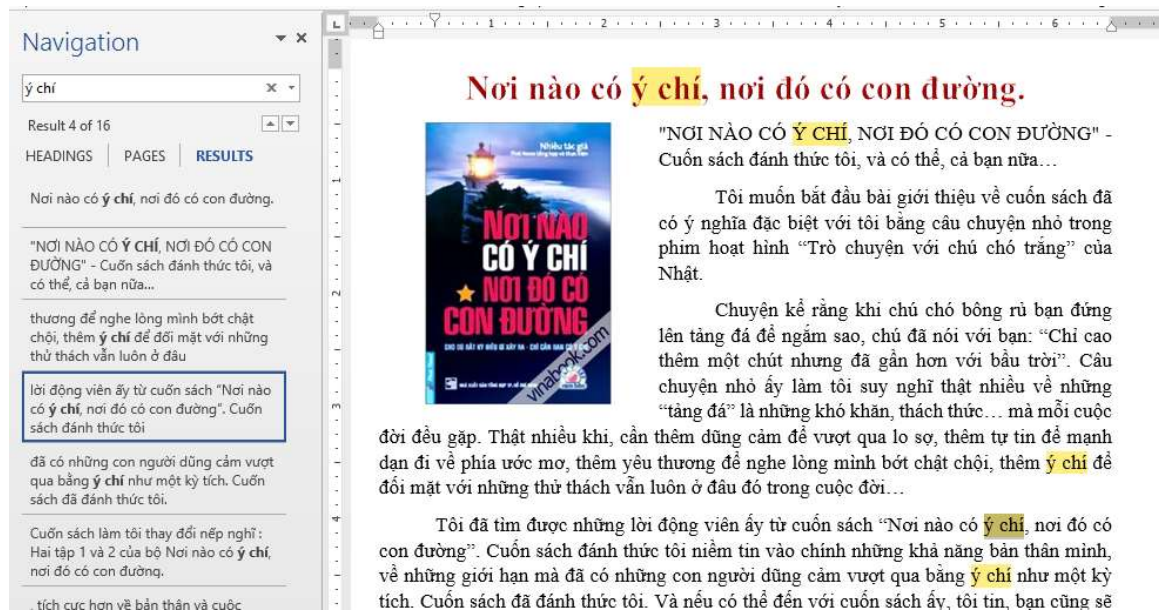 Navigation
ý chí
Result 4 of 16
HEADINGS PAGES RESULTS
Nơi nào có ý chí, nơi đó có con đường.
"NƠI NÀO CÓ Ý CHÍ, NƠI ĐÓ CÓ CON
ĐƯỜNG" - Cuốn sách đánh thức tôi, và
có thể, cả bạn nữa...
thương để nghe lòng mình bớt chật
chội, thêm ý chí để đối mặt với những
thử thách vẫn luôn ở đâu
lời động viên ấy từ cuốn sách "Nơi nào
có ý chí, nơi đó có con đường". Cuốn
sách đánh thức tôi
đã có những con người dũng cảm vượt
qua bằng ý chí như một kỳ tích. Cuốn
sách đã đánh thức tôi.
Cuốn sách làm tôi thay đổi nếp nghĩ :
Hai tập 1 và 2 của bộ Nơi nào có ý chí,
nơi đó có con đường.
, tích cực hơn về bản thân và cuộc
L
1 2 3 4 5 6
1
2
3
4
Nơi nào có ý chí, nơi đó có con đường.
Nhiều tác giả
NƠI NÀO
CÓ Ý CHÍ
NƠI ĐÓ CÓ
CON ĐƯỜNG
vinabook.com
"NƠI NÀO CÓ Ý CHÍ, NƠI ĐÓ CÓ CON ĐƯỜNG" -
Cuốn sách đánh thức tôi, và có thể, cả bạn nữa…
Tôi muốn bắt đầu bài giới thiệu về cuốn sách đã
có ý nghĩa đặc biệt với tôi bằng câu chuyện nhỏ trong
phim hoạt hình “Trò chuyện với chú chó trắng” của
Nhật.
Chuyện kể rằng khi chú chó bông rủ bạn đứng
lên tảng đá để ngắm sao, chú đã nói với bạn: “Chỉ cao
thêm một chút nhưng đã gần hơn với bầu trời”. Câu
chuyện nhỏ ấy làm tôi suy nghĩ thật nhiều về những
“tảng đá” là những khó khăn, thách thức… mà mỗi cuộc
đời đều gặp. Thật nhiều khi, cần thêm dũng cảm để vượt qua lo sợ, thêm tự tin để mạnh
dạn đi về phía ước mơ, thêm yêu thương để nghe lòng mình bớt chật chội, thêm ý chí để
đối mặt với những thử thách vẫn luôn ở đâu đó trong cuộc đời…
Tôi đã tìm được những lời động viên ấy từ cuốn sách “Nơi nào có ý chí, nơi đó có
con đường”. Cuốn sách đánh thức tôi niềm tin vào chính những khả năng bản thân mình,
về những giới hạn mà đã có những con người dũng cảm vượt qua bằng ý chí như một kỳ
tích. Cuốn sách đã đánh thức tôi. Và nếu có thể đến với cuốn sách ấy, tôi tin, bạn cũng sẽ